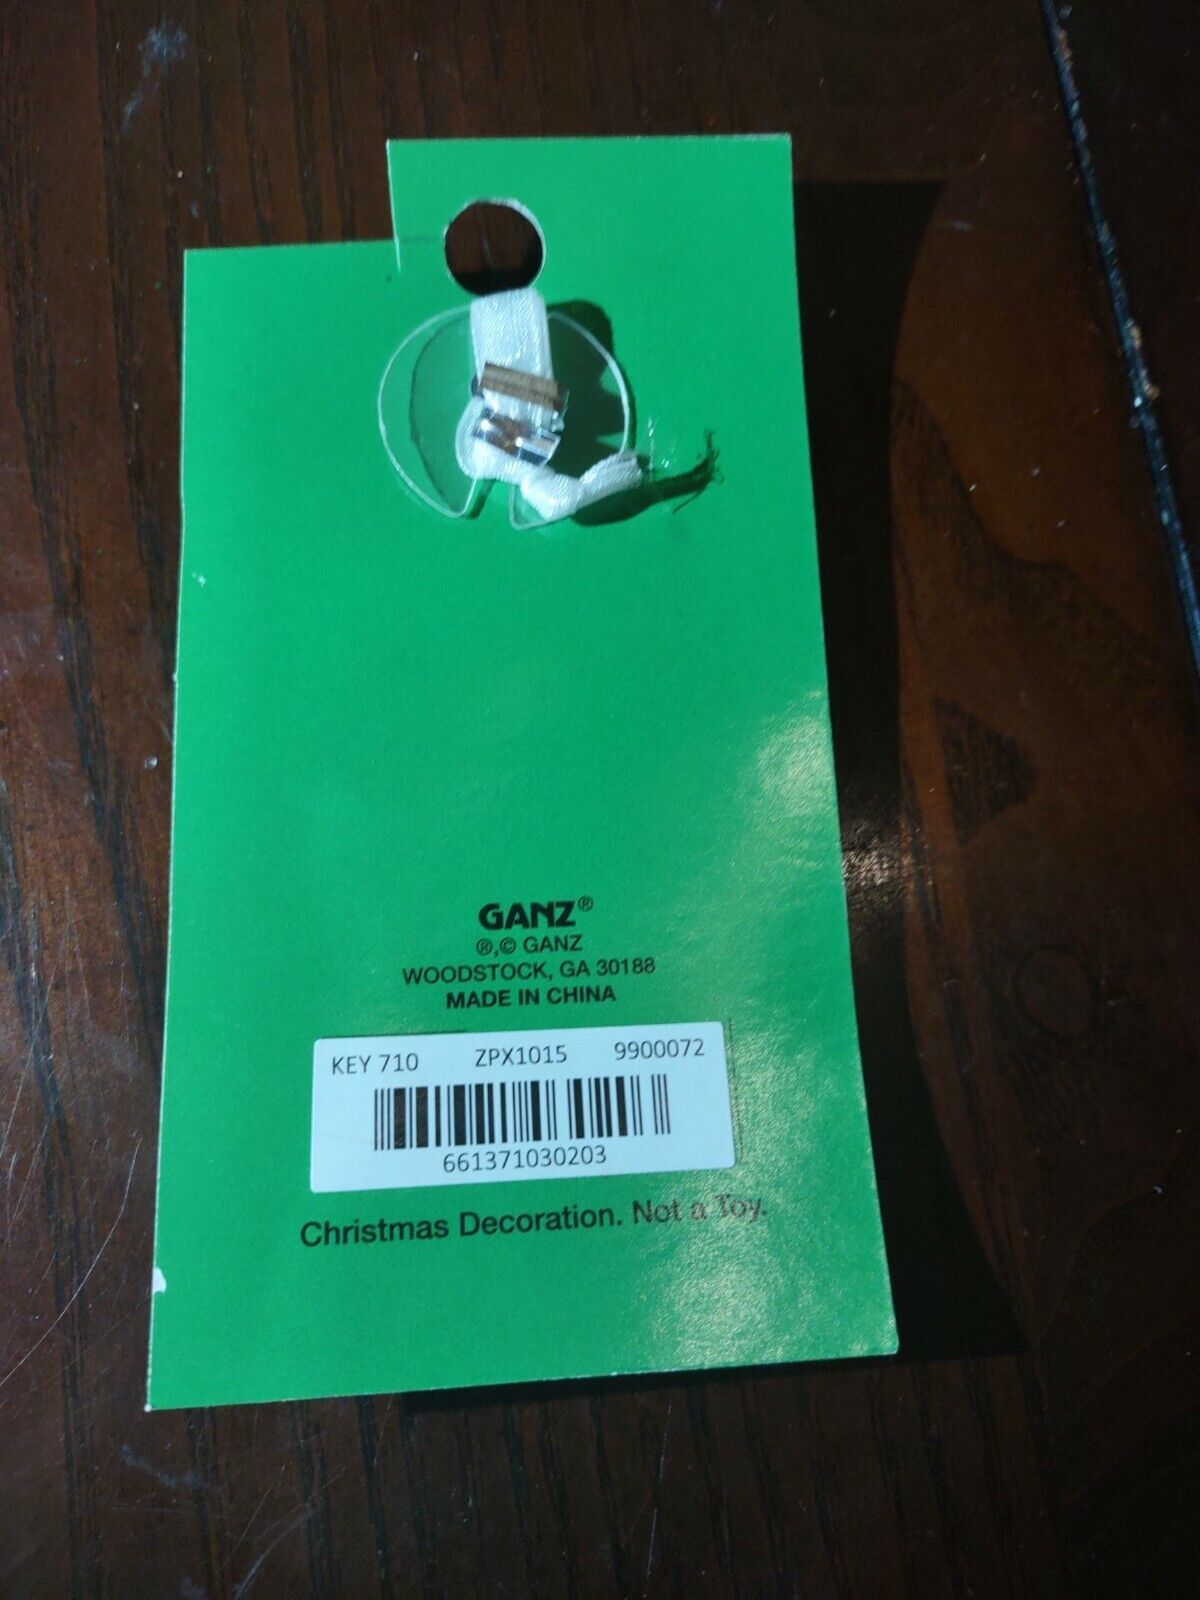 GANZ®
®,© GANZ
WOODSTOCK, GA 30188
MADE IN CHINA
KEY 710 ZPX1015 9900072
661371030203
Christmas Decoration. Not a Toy.